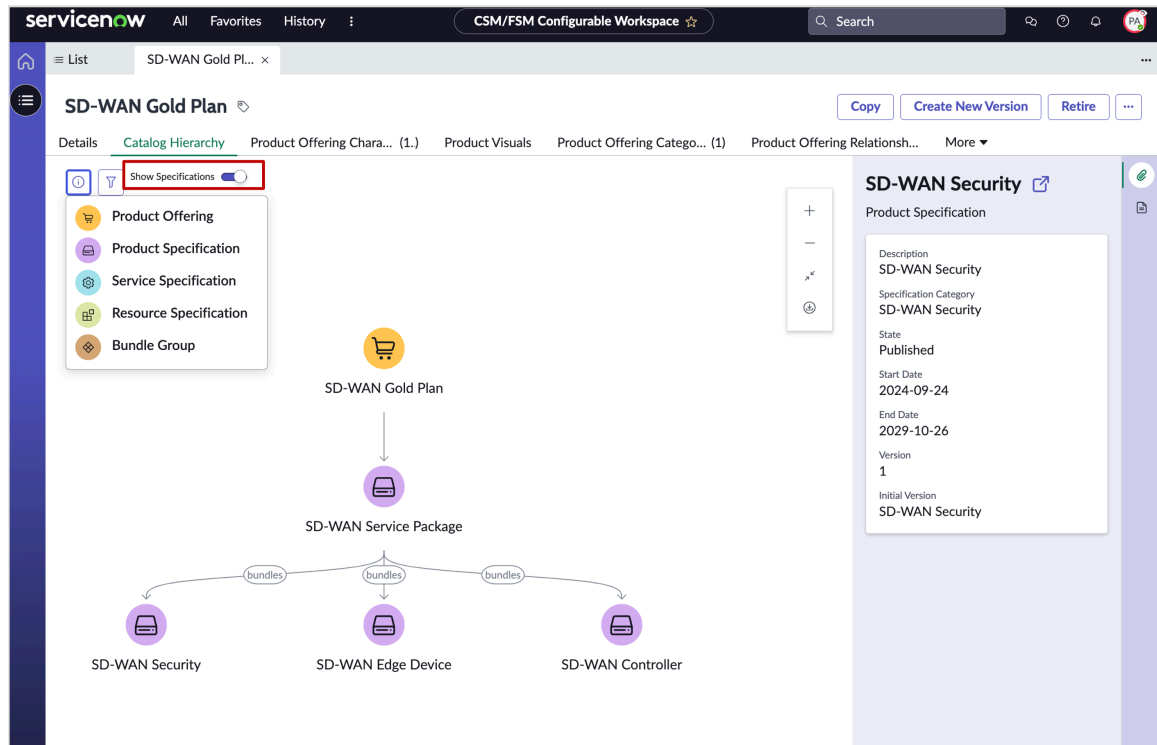 servicenow All Favorites History CSM/FSM Configurable Workspace Search PA
List SD-WAN Gold Pl... ×
SD-WAN Gold Plan Copy Create New Version Retire ...
Details Catalog Hierarchy Product Offering Chara... (1.) Product Visuals Product Offering Catego... (1) Product Offering Relationsh... More
Show Specifications
Product Offering
Product Specification
Service Specification
Resource Specification
Bundle Group
SD-WAN Gold Plan
SD-WAN Service Package
bundles bundles bundles
SD-WAN Security SD-WAN Edge Device SD-WAN Controller
SD-WAN Security
Product Specification
Description
SD-WAN Security
Specification Category
SD-WAN Security
State
Published
Start Date
2024-09-24
End Date
2029-10-26
Version
1
Initial Version
SD-WAN Security